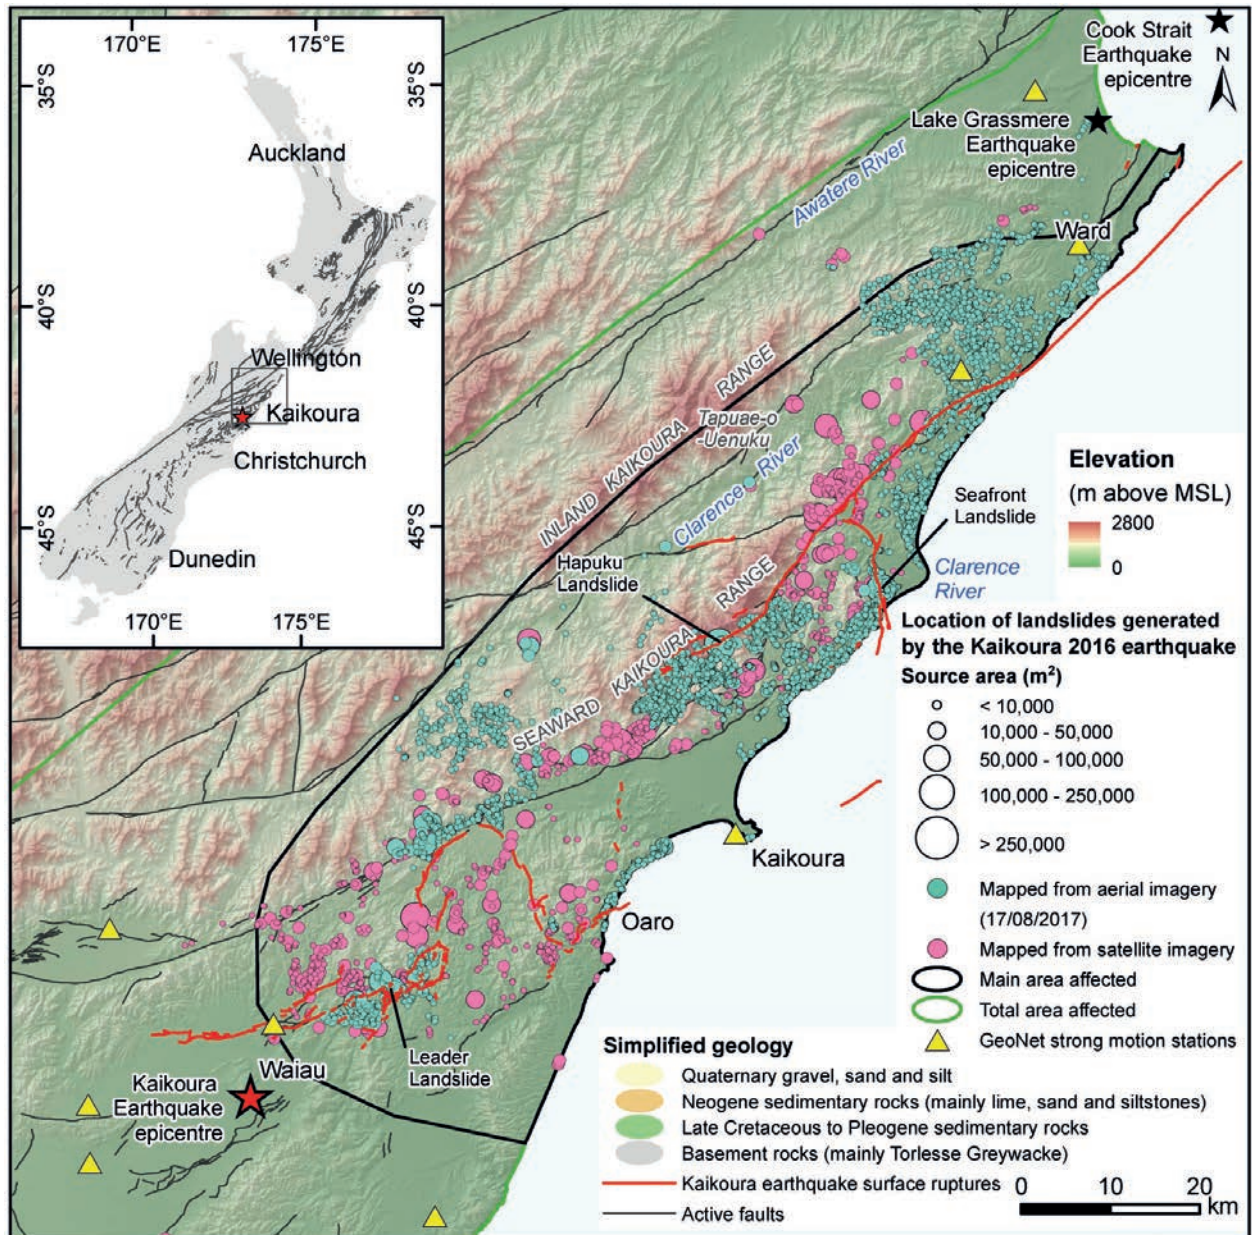 170°E
175°E
35°S
35°S
Auckland
40°S
40°S
Wellington
Kaikoura
Christchurch
45°S
45°S
Dunedin
170°E
175°E
Cook Strait
Earthquake
epicentre
N
Lake Grassmere
Earthquake
epicentre
Awatere River
Ward
INLAND KAIKOURA RANGE
Tapuae-o
-Uenuku
Clarence River
Hapuku
Landslide
SEAWARD KAIKOURA RANGE
Seafront
Landslide
Clarence
River
Kaikoura
Oaro
Leader
Landslide
Waiau
Kaikoura
Earthquake
epicentre
Elevation
(m above MSL)
2800
0
Location of landslides generated
by the Kaikoura 2016 earthquake
Source area (m²)
< 10,000
10,000 - 50,000
50,000 - 100,000
100,000 - 250,000
> 250,000
Mapped from aerial imagery
(17/08/2017)
Mapped from satellite imagery
Main area affected
Total area affected
GeoNet strong motion stations
Simplified geology
Quaternary gravel, sand and silt
Neogene sedimentary rocks (mainly lime, sand and siltstones)
Late Cretaceous to Pleogene sedimentary rocks
Basement rocks (mainly Torlesse Greywacke)
Kaikoura earthquake surface ruptures
Active faults
0 10 20
km